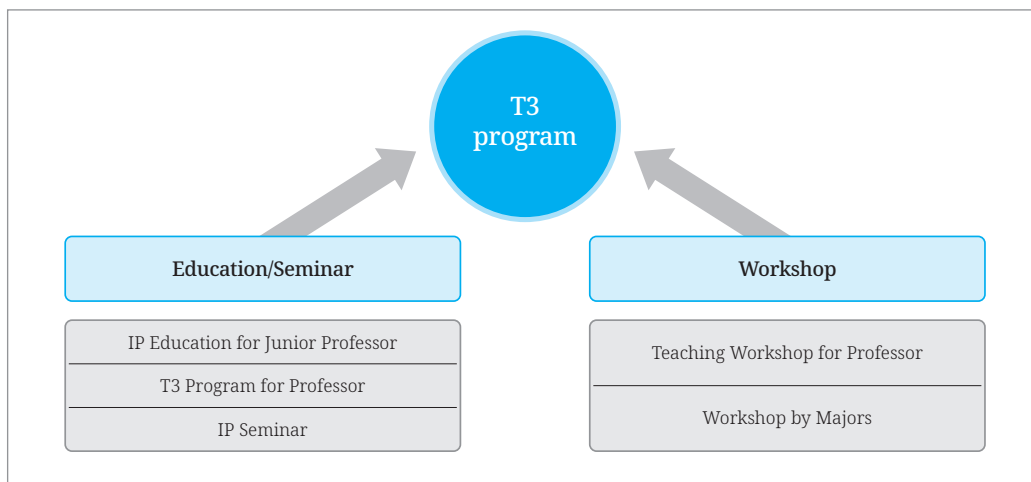 T3
program
Education/Seminar
IP Education for Junior Professor
T3 Program for Professor
IP Seminar
Workshop
Teaching Workshop for Professor
Workshop by Majors